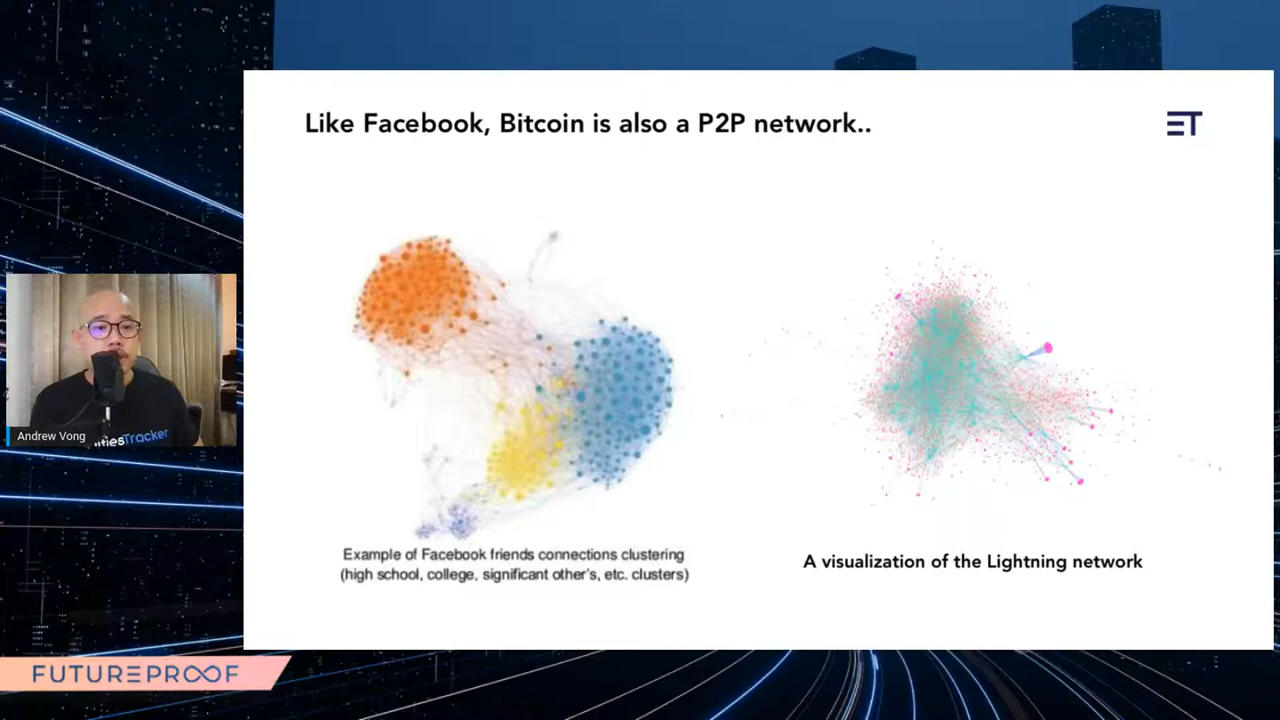 Like Facebook, Bitcoin is also a P2P network..
ET
Andrew Vong
itiesTracker
Example of Facebook friends connections clustering
(high school, college, significant other's, etc. clusters)
A visualization of the Lightning network
FUTUREPROOF